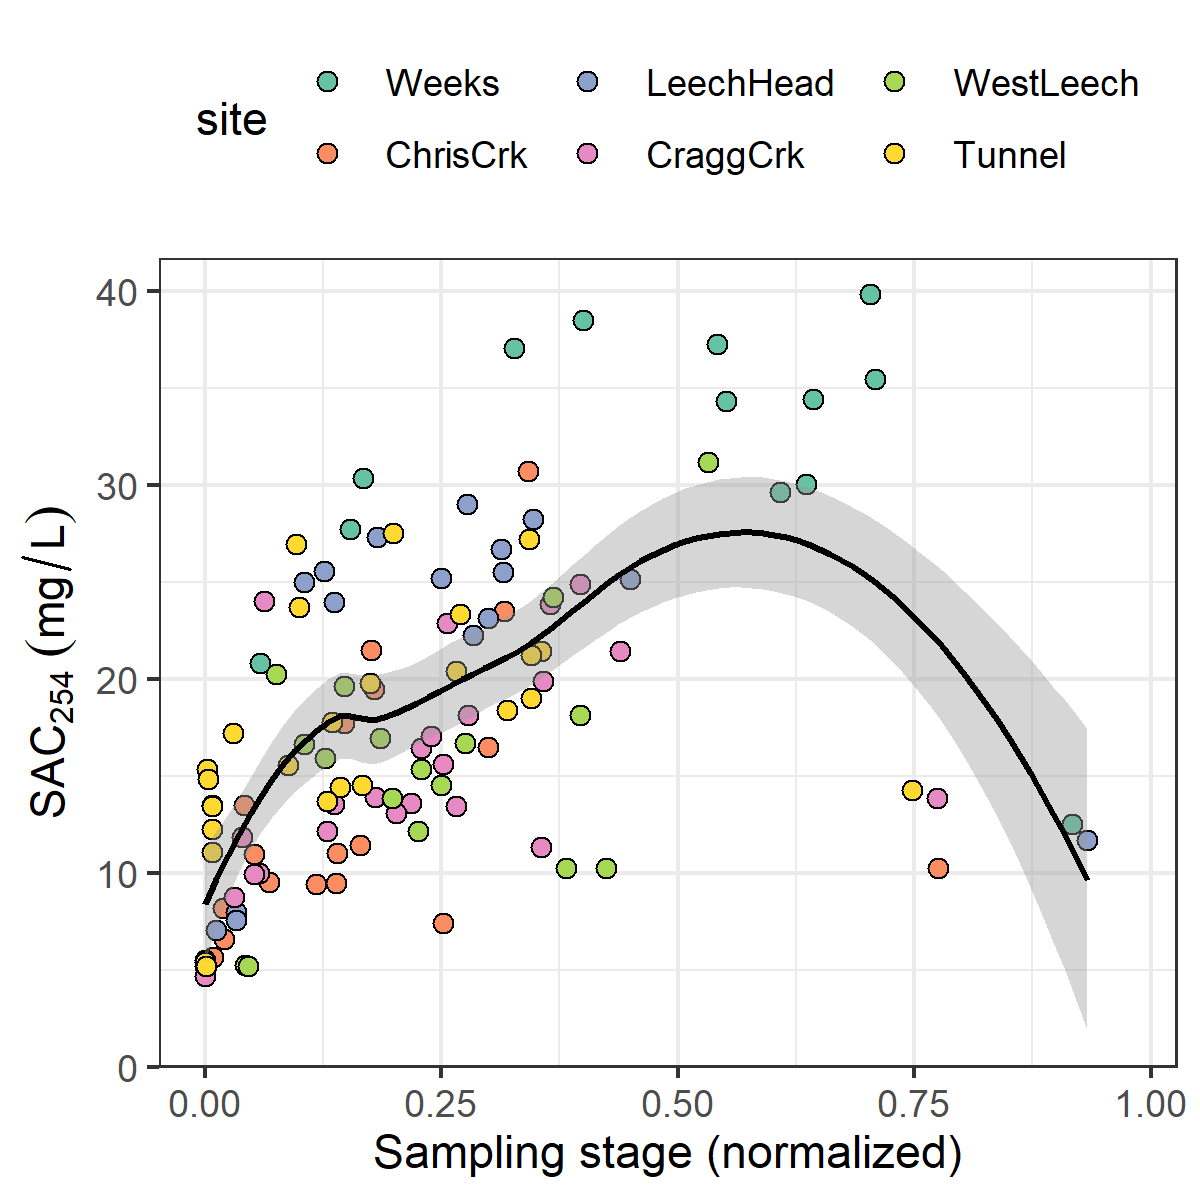 site
Weeks
LeechHead
WestLeech
ChrisCrk
CraggCrk
Tunnel
SAC254 (mg/L)
40
30
20
10
0
0.00
0.25
0.50
0.75
1.00
Sampling stage (normalized)